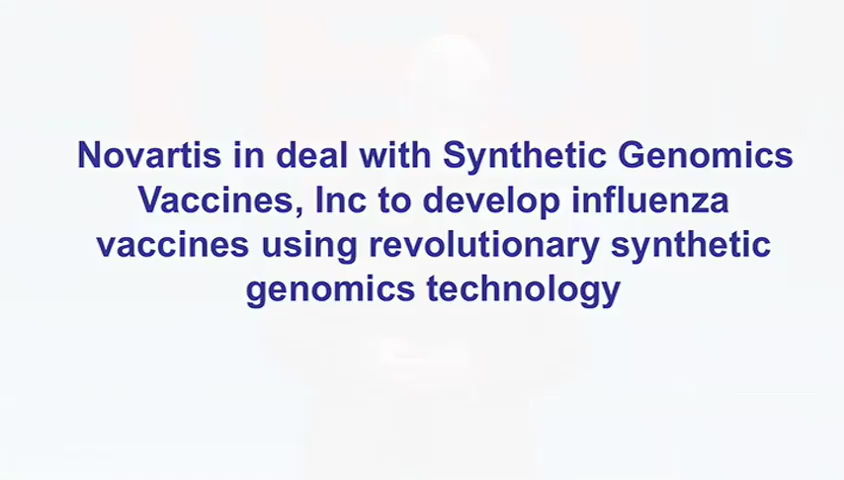 Novartis in deal with Synthetic Genomics
Vaccines, Inc to develop influenza
vaccines using revolutionary synthetic
genomics technology